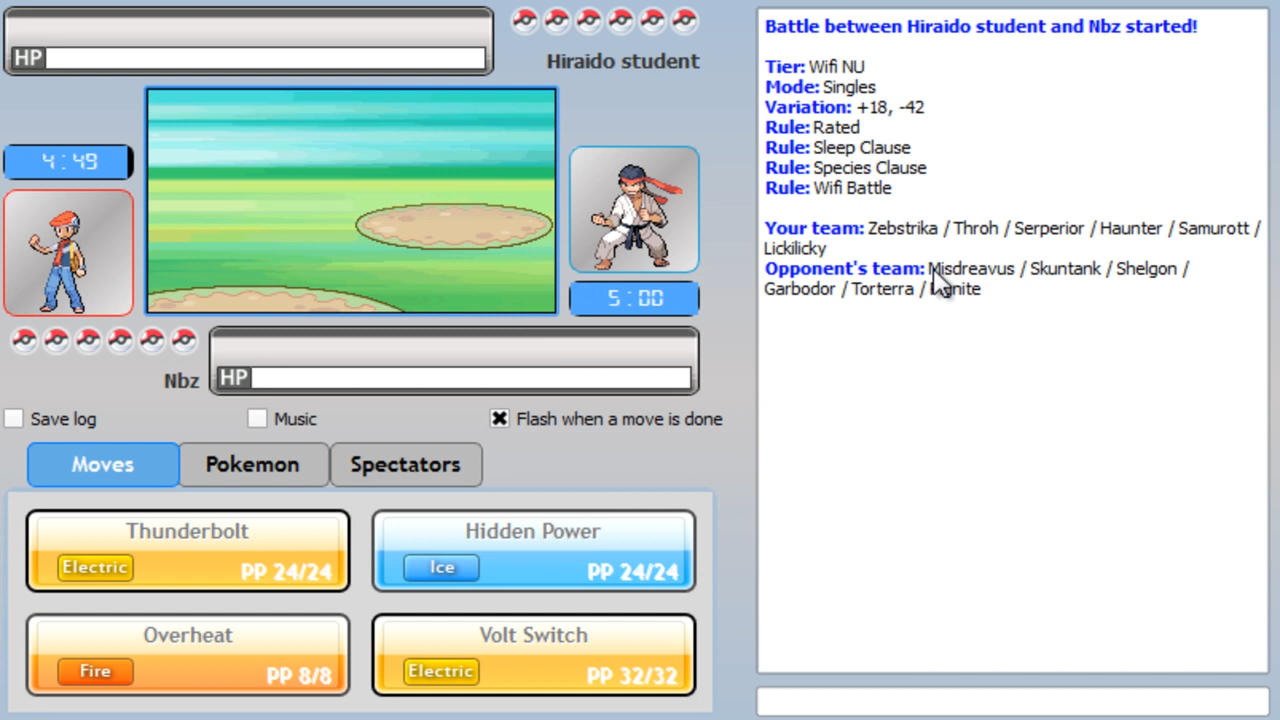 HP
Hiraido student
4:49
5:00
Nbz
HP
Save log
Music
Flash when a move is done
Moves
Pokemon
Spectators
Thunderbolt
Electric
PP 24/24
Hidden Power
Ice
PP 24/24
Overheat
Fire
PP 8/8
Volt Switch
Electric
PP 32/32
Battle between Hiraido student and Nbz started!
Tier: Wifi NU
Mode: Singles
Variation: +18, -42
Rule: Rated
Rule: Sleep Clause
Rule: Species Clause
Rule: Wifi Battle
Your team: Zebstrika / Throh / Serperior / Haunter / Samurott /
Lickilicky
Opponent's team: Misdreavus / Skuntank / Shelgon /
Garbodor / Torterra /